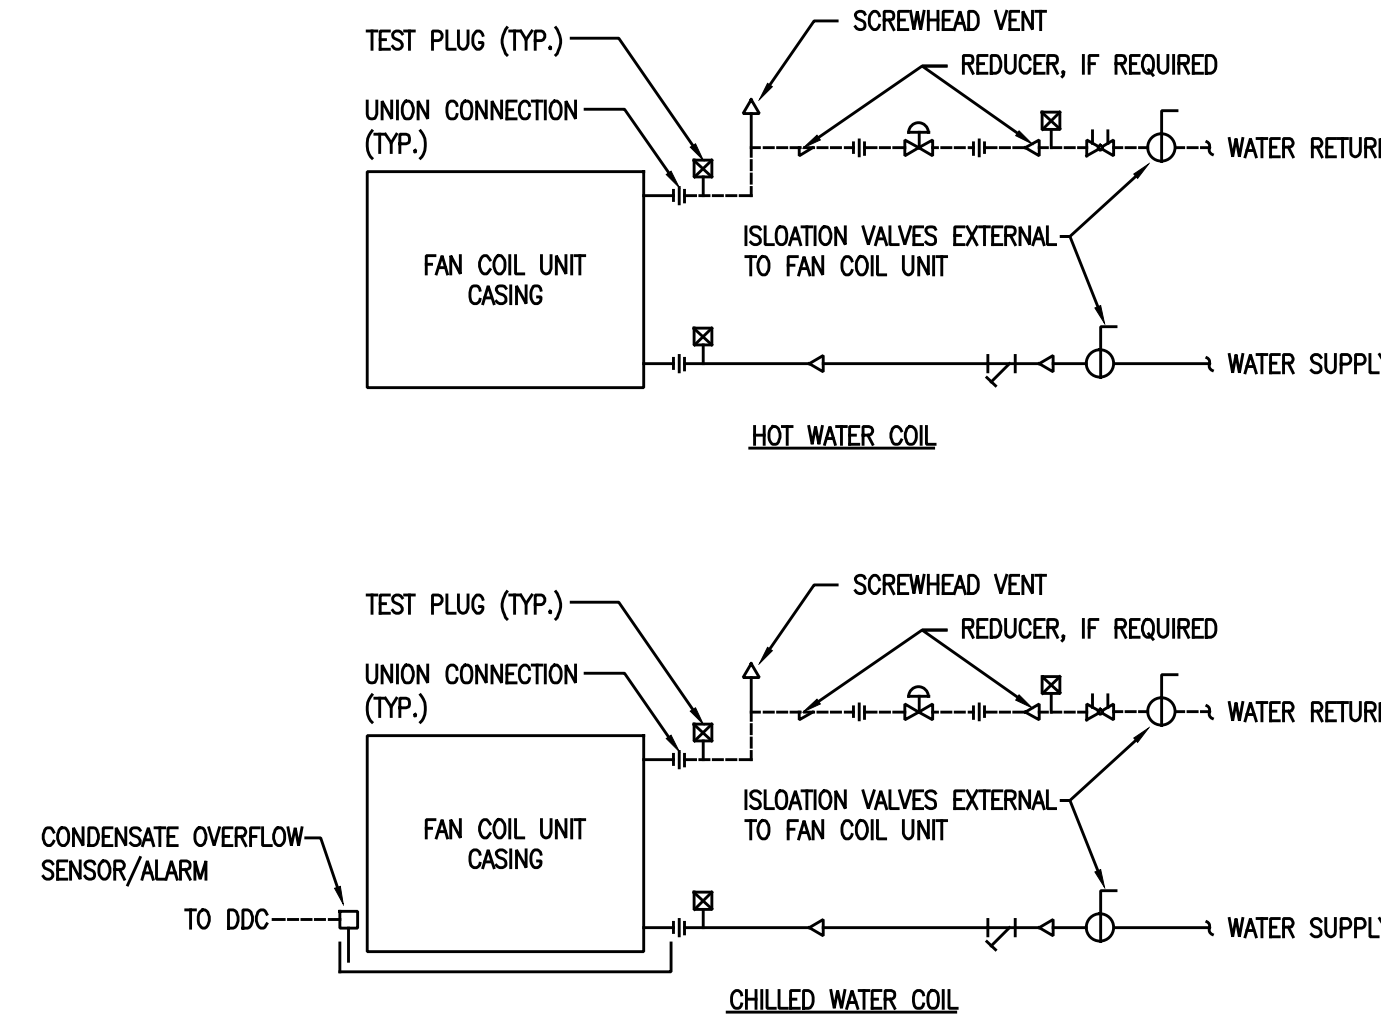 SCREWHEAD VENT
TEST PLUG (TYP.)
REDUCER, IF REQUIRED
UNION CONNECTION
(TYP.)
WATER RETUR
ISLOATION VALVES EXTERNAL
TO FAN COIL UNIT
FAN COIL UNIT
CASING
WATER SUPPLY
HOT WATER COIL
SCREWHEAD VENT
TEST PLUG (TYP.)
REDUCER, IF REQUIRED
UNION CONNECTION
(TYP.)
WATER RETUR
ISLOATION VALVES EXTERNAL
TO FAN COIL UNIT
FAN COIL UNIT
CASING
CONDENSATE OVERFLOW
SENSOR/ALARM
TO DDC
WATER SUPPLY
CHILLED WATER COIL